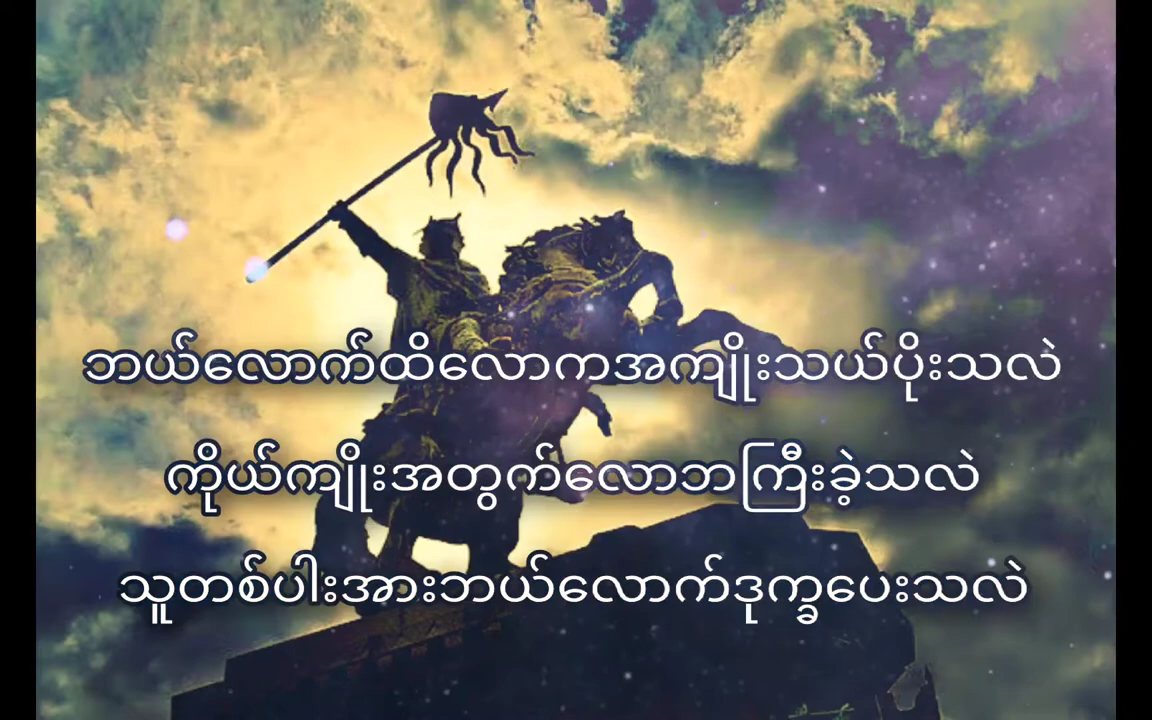 ဘယ်လောက်ထိလောကအကျိုးသယ်ပိုးသလဲ
ကိုယ်ကျိုးအတွက်လောဘကြီးခဲ့သလဲ
သူတစ်ပါးအားဘယ်လောက်ဒုက္ခပေးသလဲ